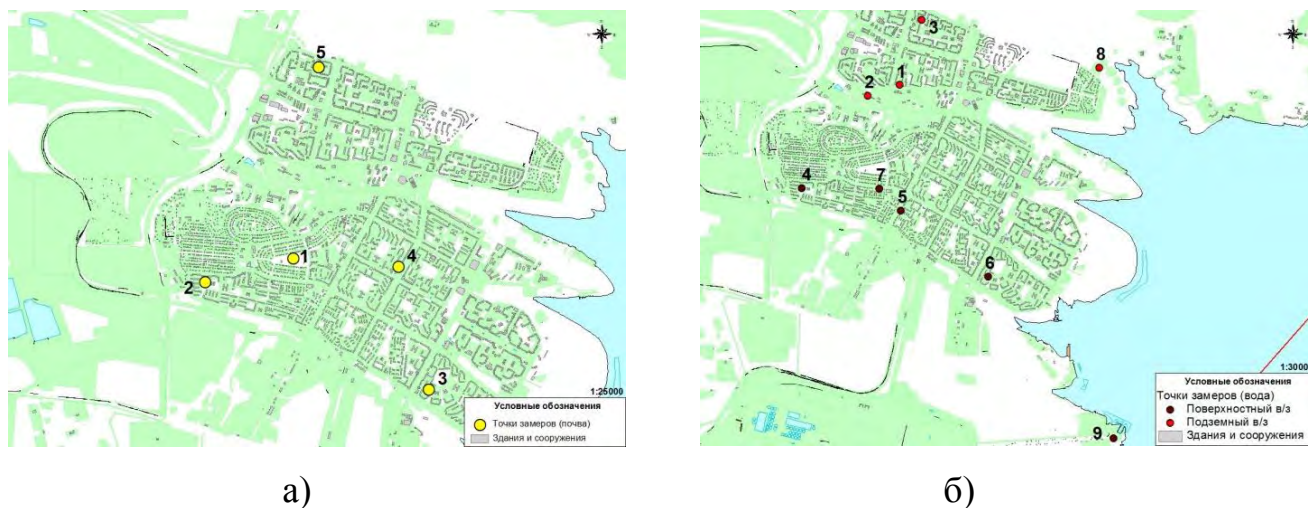 5
1
4
2
3
1:25000
Условные обозначения
Точки замеров (почва)
Здания и сооружения
3
8
1
2
4
7
5
6
1:3000
Условные обозначения
Точки замеров (вода)
Поверхностный в/з
Подземный в/з
Здания и сооружения
9
а)
б)